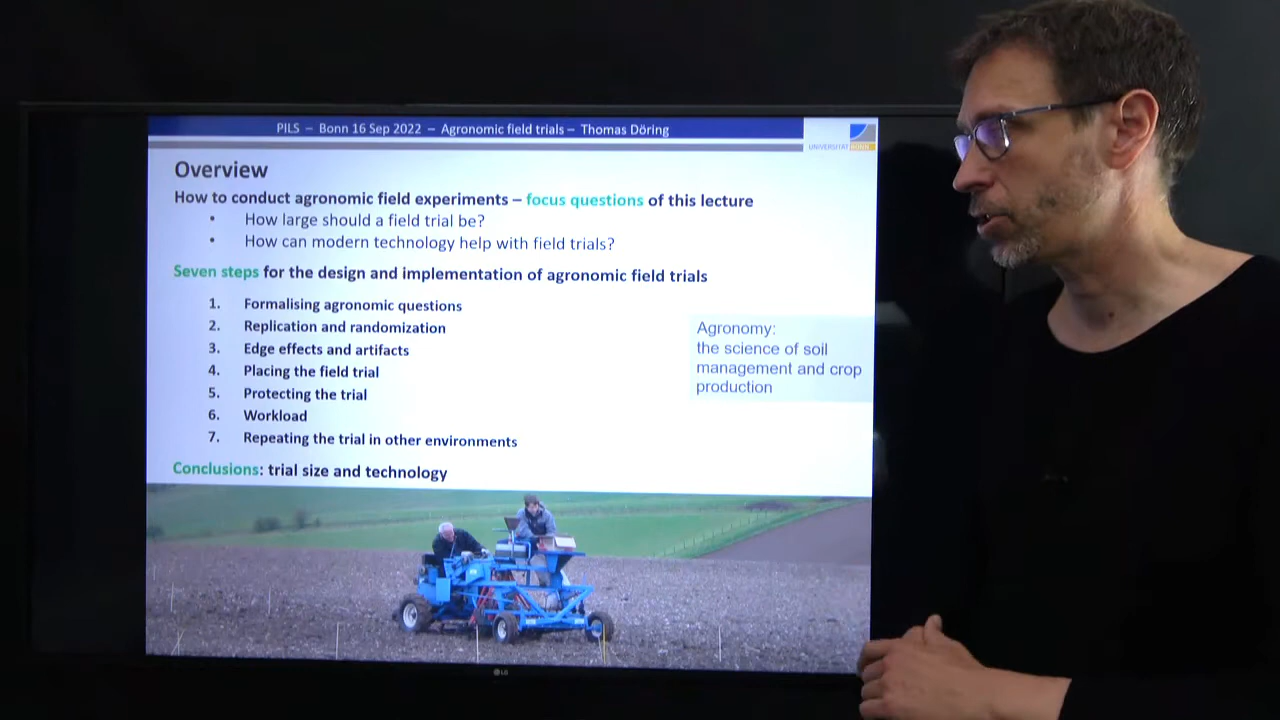 PILS – Bonn 16 Sep 2022 – Agronomic field trials – Thomas Döring
UNIVERSITÄT BONN
Overview
How to conduct agronomic field experiments – focus questions of this lecture
• How large should a field trial be?
• How can modern technology help with field trials?
Seven steps for the design and implementation of agronomic field trials
1. Formalising agronomic questions
2. Replication and randomization
3. Edge effects and artifacts
4. Placing the field trial
5. Protecting the trial
6. Workload
7. Repeating the trial in other environments
Agronomy:
the science of soil
management and crop
production
Conclusions: trial size and technology
LG